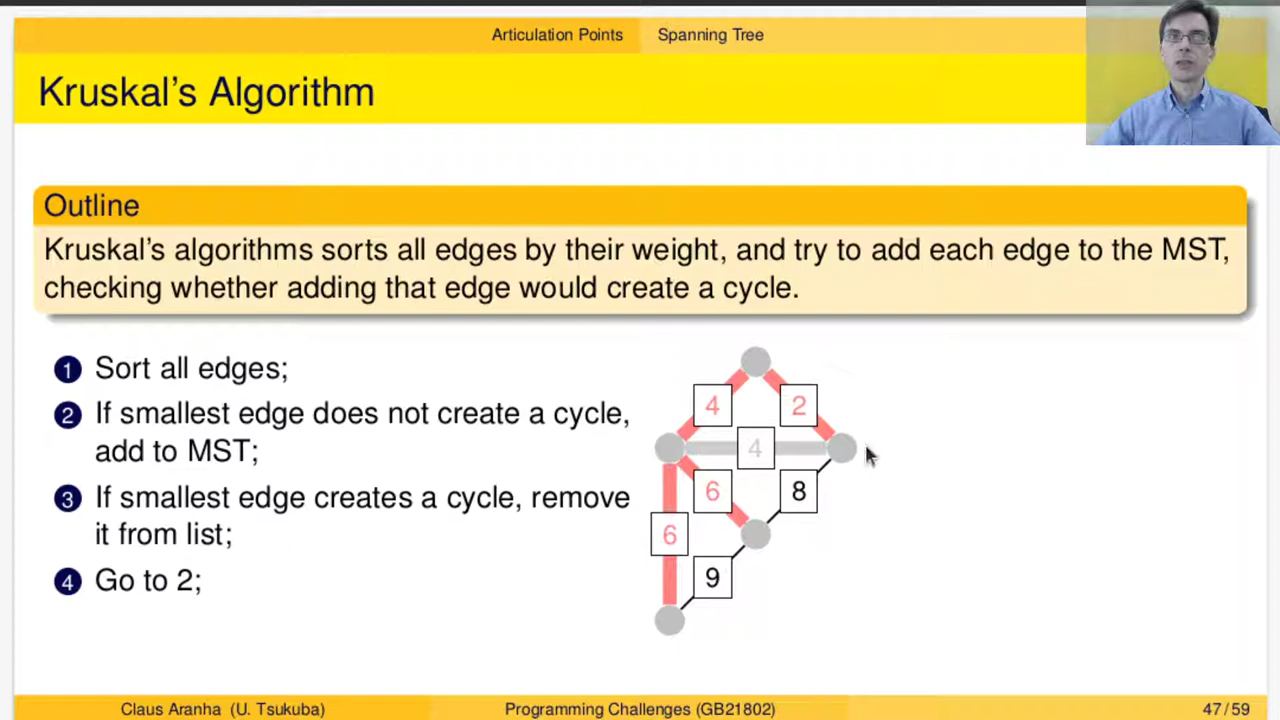 Articulation Points Spanning Tree
Kruskal's Algorithm
Outline
Kruskal's algorithms sorts all edges by their weight, and try to add each edge to the MST,
checking whether adding that edge would create a cycle.
1 Sort all edges;
2 If smallest edge does not create a cycle,
add to MST;
3 If smallest edge creates a cycle, remove
it from list;
4 Go to 2;
4 2
4
6 8
6
9
Claus Aranha (U. Tsukuba) Programming Challenges (GB21802) 47/59